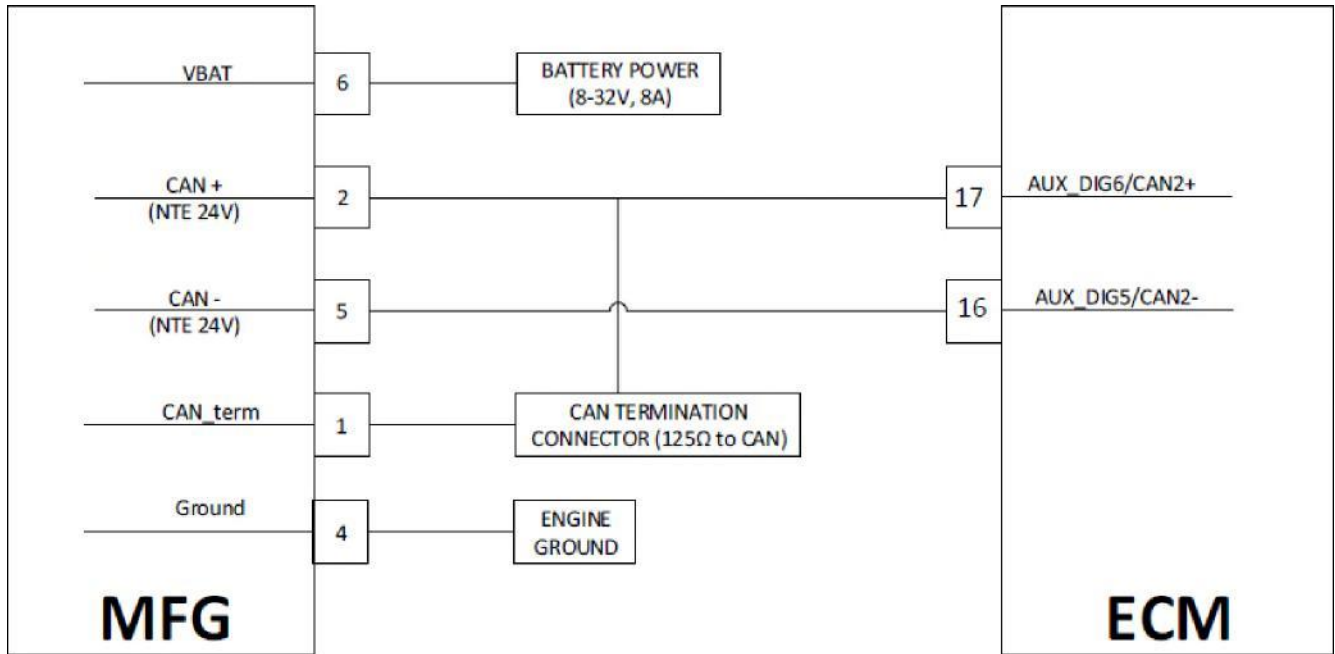 VBAT
6
BATTERY POWER
(8-32V, 8A)
CAN +
(NTE 24V)
2
17
AUX_DIG6/CAN2+
CAN -
(NTE 24V)
5
16
AUX_DIG5/CAN2-
CAN_term
1
CAN TERMINATION
CONNECTOR (125Ω to CAN)
Ground
4
ENGINE
GROUND
MFG
ECM